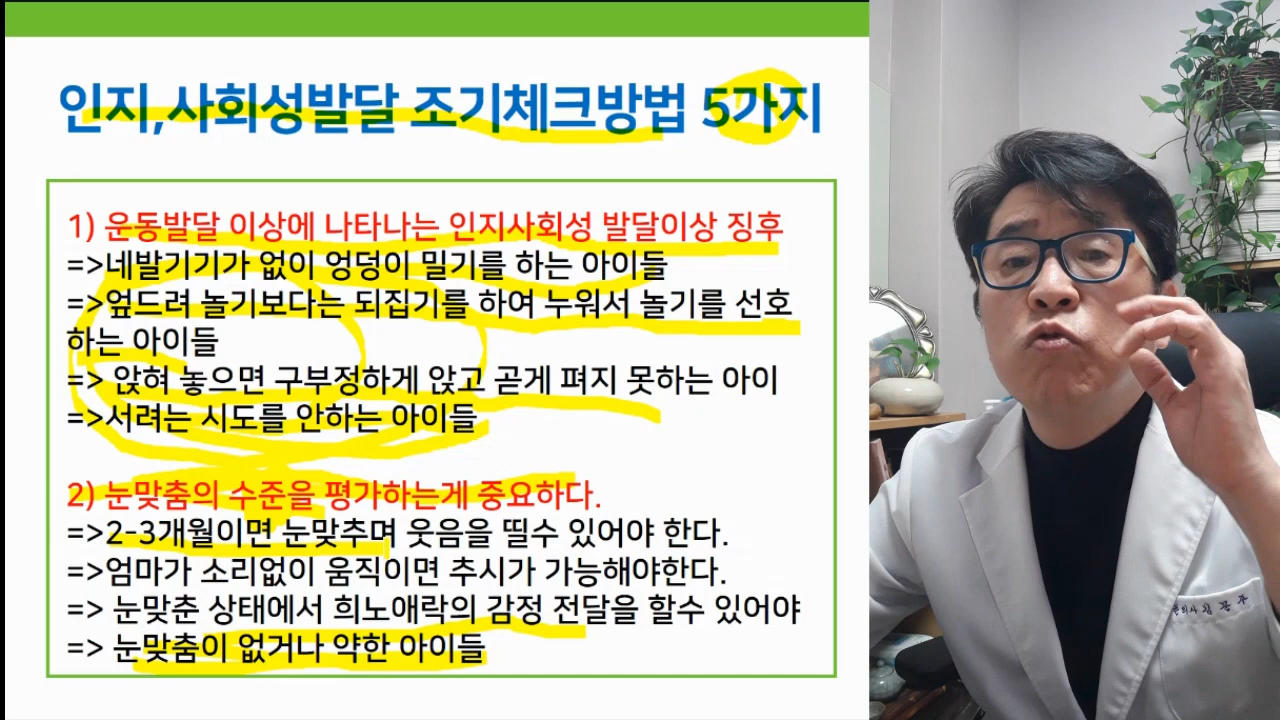 인지,사회성발달 조기체크방법 5가지
1) 운동발달 이상에 나타나는 인지사회성 발달이상 징후
=>네발기기가 없이 엉덩이 밀기를 하는 아이들
=>엎드려 놀기보다는 되집기를 하여 누워서 놀기를 선호
하는 아이들
=> 앉혀 놓으면 구부정하게 앉고 곧게 펴지 못하는 아이
=>서려는 시도를 안하는 아이들
2) 눈맞춤의 수준을 평가하는게 중요하다.
=>2-3개월이면 눈맞추며 웃음을 띨수 있어야 한다.
=>엄마가 소리없이 움직이면 추시가 가능해야한다.
=> 눈맞춘 상태에서 희노애락의 감정 전달을 할수 있어야
=> 눈맞춤이 없거나 약한 아이들